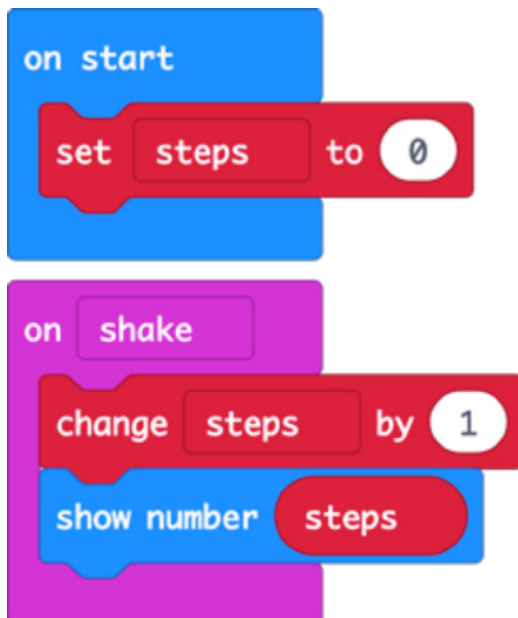 on start
set steps to 0
on shake
change steps by 1
show number steps